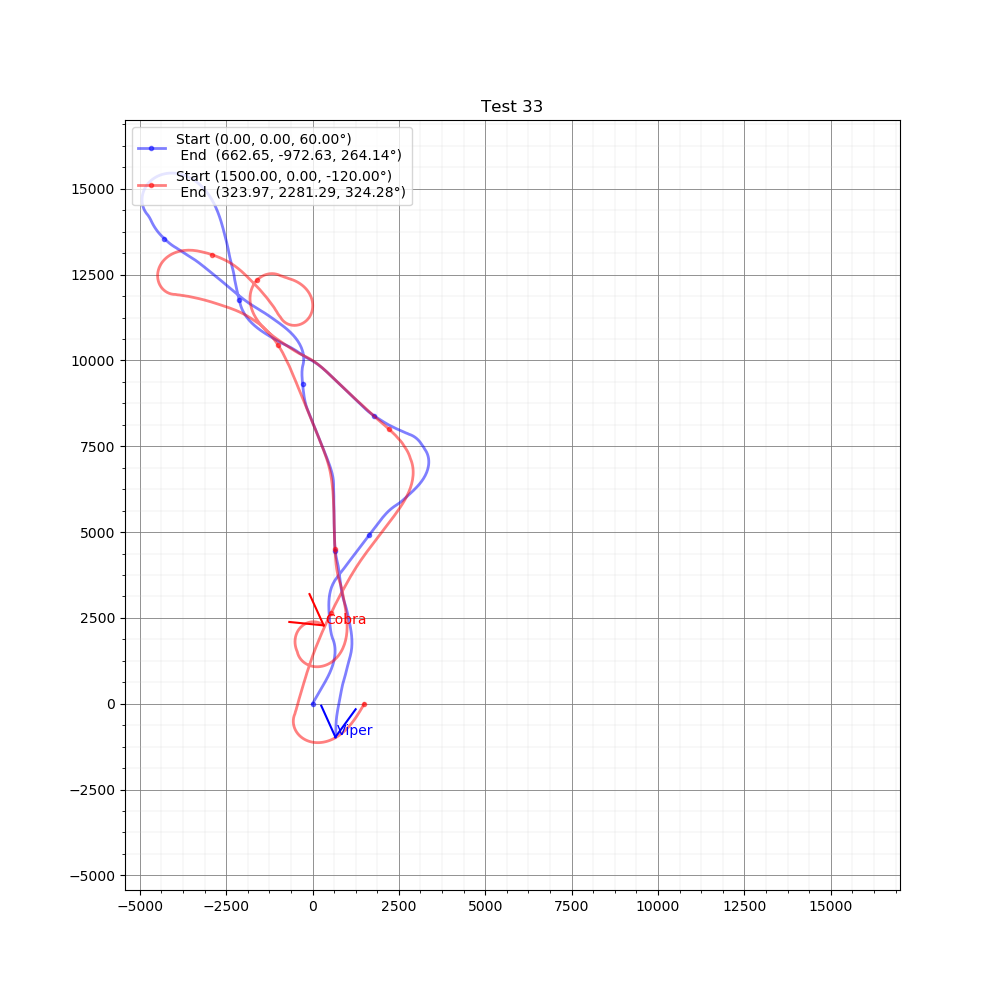 Test 33
Start (0.00, 0.00, 60.00°)
End (662.65, -972.63, 264.14°)
Start (1500.00, 0.00, -120.00°)
End (323.97, 2281.29, 324.28°)
15000
12500
10000
7500
5000
2500
0
−2500
−5000
Cobra
Viper
−5000 −2500 0 2500 5000 7500 10000 12500 15000